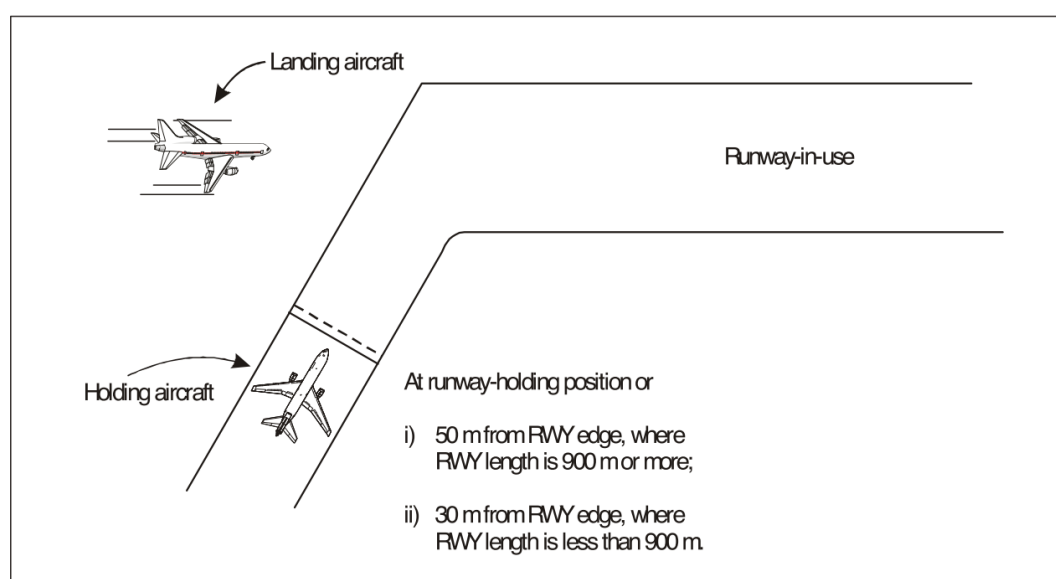 Landing aircraft
Runway-in-use
Holding aircraft
At runway-holding position or
i) 50 m from RWY edge, where
RWY length is 900 m or more;
ii) 30 m from RWY edge, where
RWY length is less than 900 m.